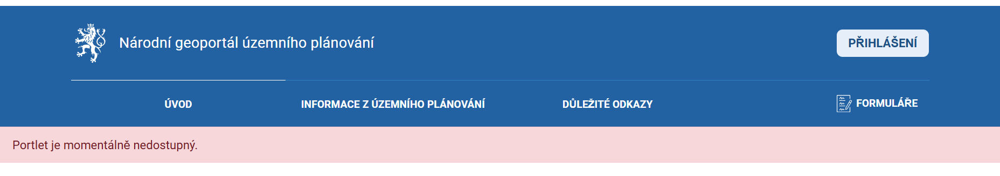 Národní geoportál územního plánování
PŘIHLÁŠENÍ
ÚVOD
INFORMACE Z ÚZEMNÍHO PLÁNOVÁNÍ
DŮLEŽITÉ ODKAZY
FORMULÁŘE
Portlet je momentálně nedostupný.